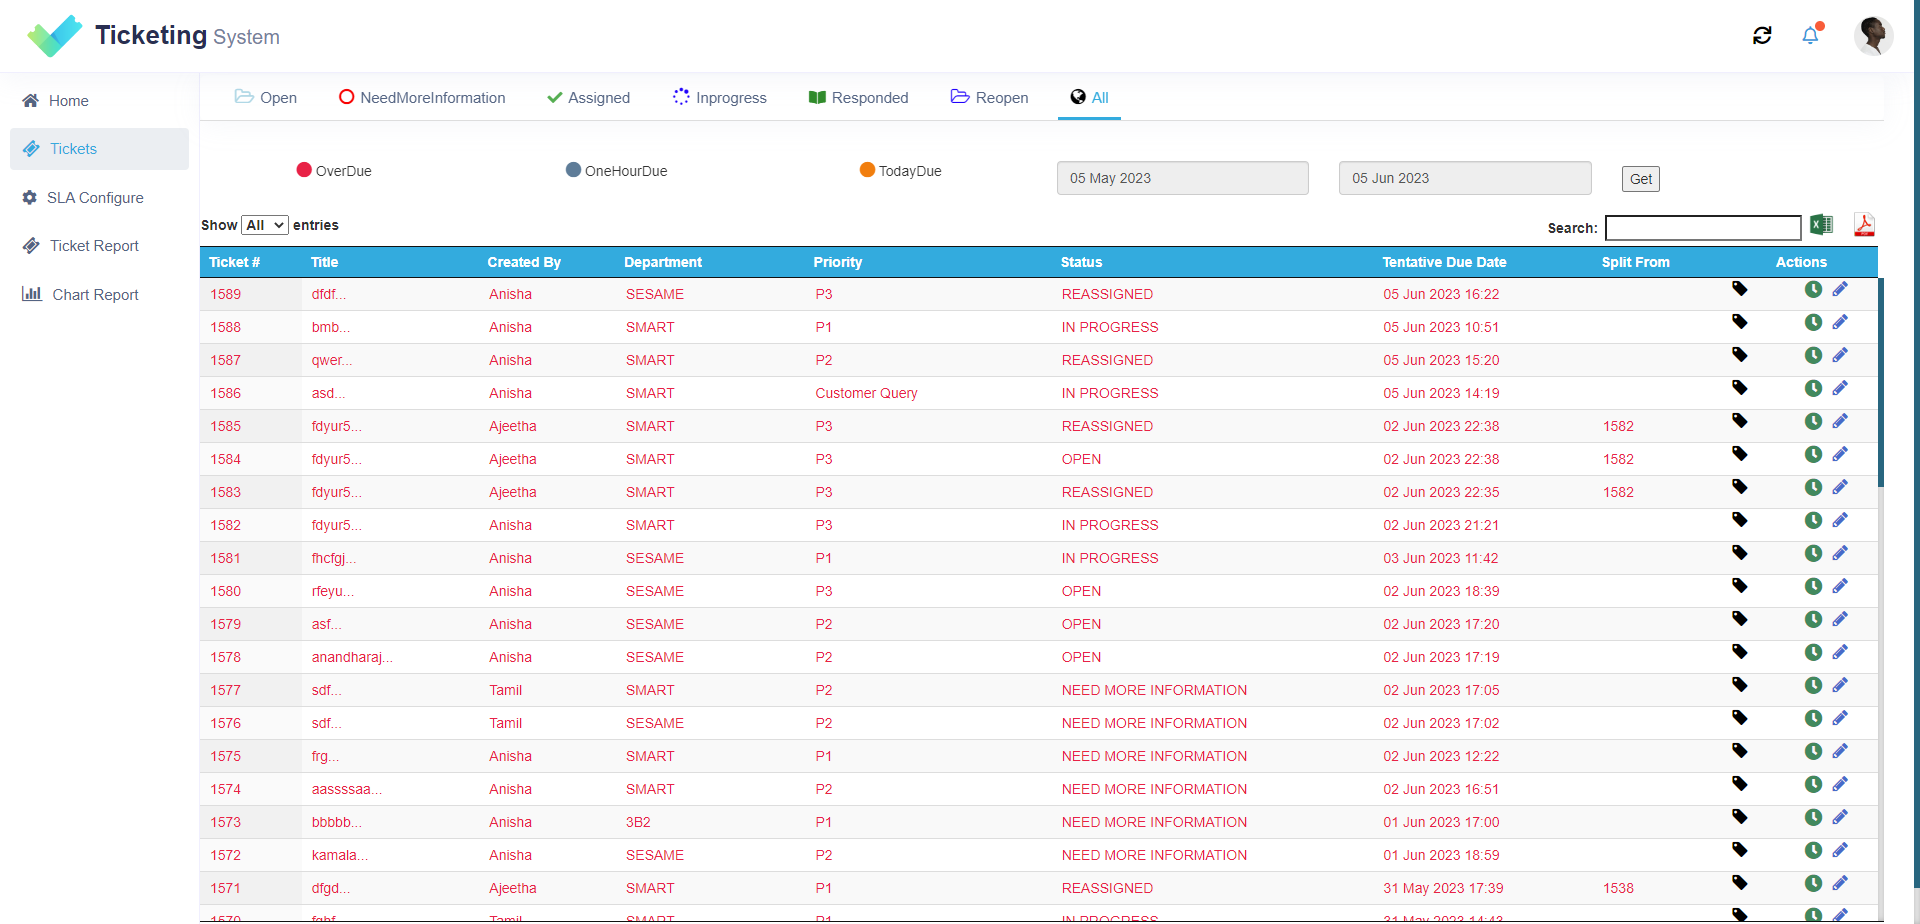 Ticketing System
Home
Tickets
SLA Configure
Ticket Report
Chart Report
Open NeedMoreInformation Assigned Inprogress Responded Reopen All
OverDue OneHourDue TodayDue 05 May 2023 05 Jun 2023 Get
Show All entries Search:
Ticket # Title Created By Department Priority Status Tentative Due Date Split From Actions
1589 dfdf... Anisha SESAME P3 REASSIGNED 05 Jun 2023 16:22
1588 bmb... Anisha SMART P1 IN PROGRESS 05 Jun 2023 10:51
1587 qwer... Anisha SMART P2 REASSIGNED 05 Jun 2023 15:20
1586 asd... Anisha SMART Customer Query IN PROGRESS 05 Jun 2023 14:19
1585 fdyur5... Ajeetha SMART P3 REASSIGNED 02 Jun 2023 22:38 1582
1584 fdyur5... Ajeetha SMART P3 OPEN 02 Jun 2023 22:38 1582
1583 fdyur5... Ajeetha SMART P3 REASSIGNED 02 Jun 2023 22:35 1582
1582 fdyur5... Anisha SMART P3 IN PROGRESS 02 Jun 2023 21:21
1581 fhcfgj... Anisha SESAME P1 IN PROGRESS 03 Jun 2023 11:42
1580 rfeyu... Anisha SESAME P3 OPEN 02 Jun 2023 18:39
1579 asf... Anisha SESAME P2 OPEN 02 Jun 2023 17:20
1578 anandharaj... Anisha SESAME P2 OPEN 02 Jun 2023 17:19
1577 sdf... Tamil SMART P2 NEED MORE INFORMATION 02 Jun 2023 17:05
1576 sdf... Tamil SESAME P2 NEED MORE INFORMATION 02 Jun 2023 17:02
1575 frg... Anisha SMART P1 NEED MORE INFORMATION 02 Jun 2023 12:22
1574 aassssaa... Anisha SMART P2 NEED MORE INFORMATION 02 Jun 2023 16:51
1573 bbbbb... Anisha 3B2 P1 NEED MORE INFORMATION 01 Jun 2023 17:00
1572 kamala... Anisha SESAME P2 NEED MORE INFORMATION 01 Jun 2023 18:59
1571 dfgd... Ajeetha SMART P1 REASSIGNED 31 May 2023 17:39 1538
1570 Tamil SMART P1 IN PROGRESS 31 May 2023